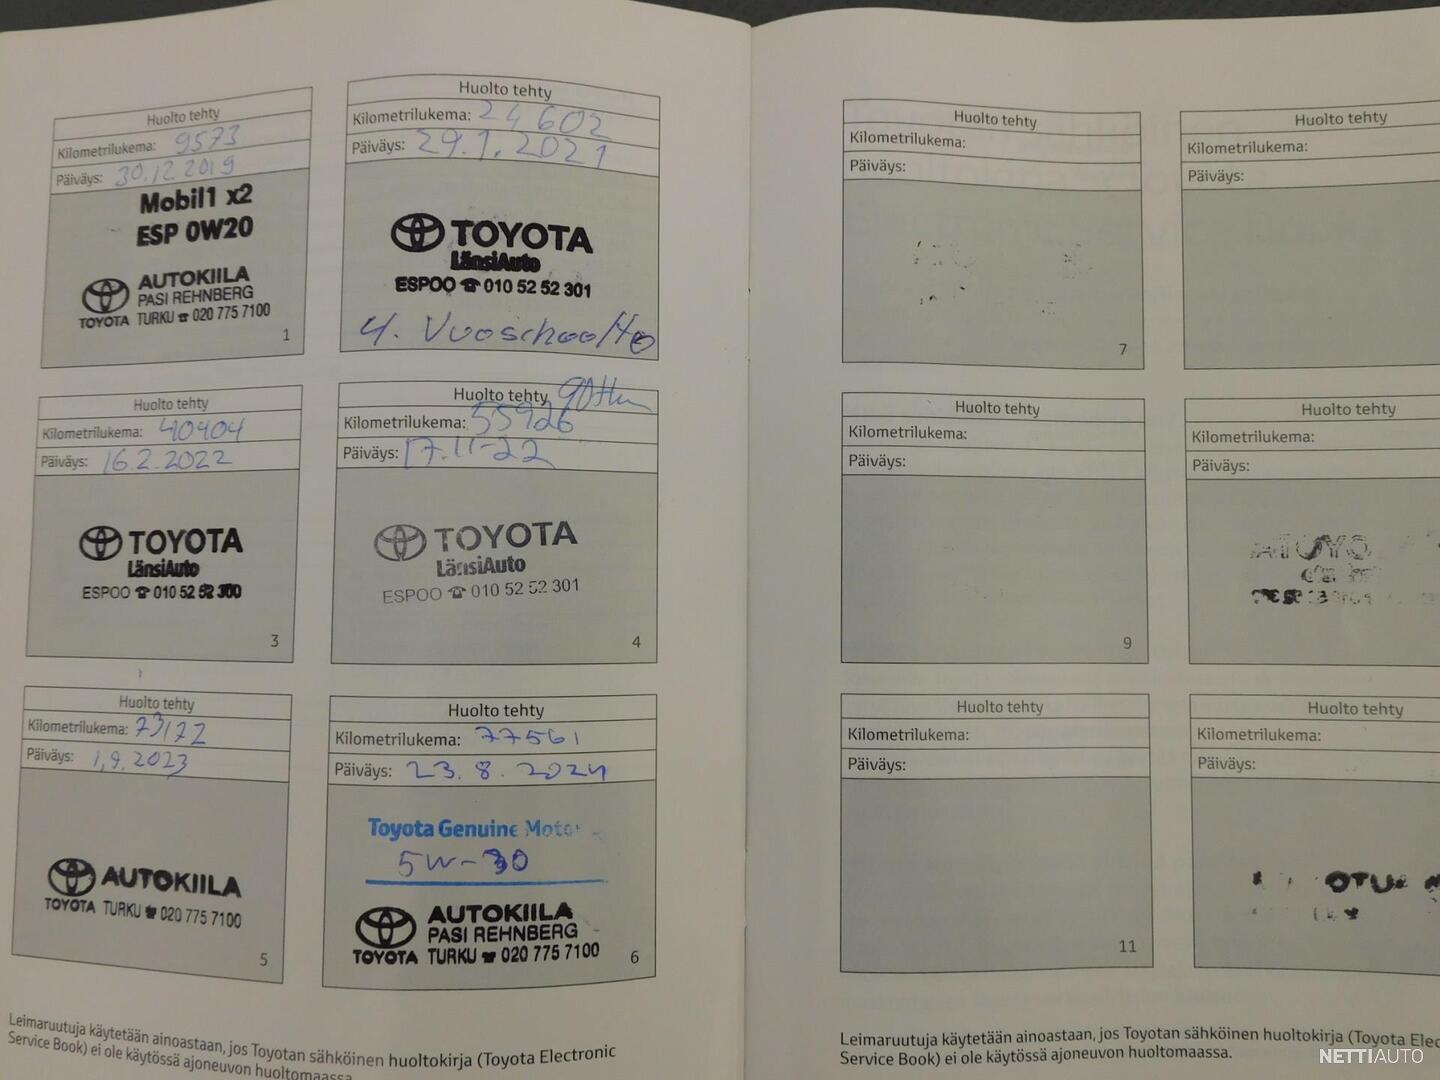 Huolto tehty
Kilometrilukema: 9573
Päiväys: 30.12.2019
Mobil1 x2
ESP 0W20
AUTOKIILA
PASI REHNBERG
TOYOTA TURKU ☎ 020 775 7100
1
Huolto tehty
Kilometrilukema: 24602
Päiväys: 29.1.2021
TOYOTA
LänsiAuto
ESPOO ☎ 010 52 52 301
Huolto tehty
Kilometrilukema: 40404
Päiväys: 16.2.2022
TOYOTA
LänsiAuto
ESPOO ☎ 010 52 52 300
3
Huolto tehty
Kilometrilukema: 55926
Päiväys: 17.11-22
TOYOTA
LänsiAuto
ESPOO ☎ 010 52 52 301
4
Huolto tehty
Kilometrilukema: 73172
Päiväys: 1.9.2023
AUTOKIILA
TOYOTA TURKU ☎ 020 775 7100
5
Huolto tehty
Kilometrilukema: 77561
Päiväys: 23.8.2024
Toyota Genuine Motor
5W-30
AUTOKIILA
PASI REHNBERG
TOYOTA TURKU ☎ 020 775 7100
6
Leimaruutuja käytetään ainoastaan, jos Toyotan sähköinen huoltokirja (Toyota Electronic
Service Book) ei ole käytössä ajoneuvon huoltomaassa.
Huolto tehty
Kilometrilukema:
Päiväys:
7
Huolto tehty
Kilometrilukema:
Päiväys:
Huolto tehty
Kilometrilukema:
Päiväys:
9
Huolto tehty
Kilometrilukema:
Päiväys:
Huolto tehty
Kilometrilukema:
Päiväys:
11
Huolto tehty
Kilometrilukema:
Päiväys:
Leimaruutuja käytetään ainoastaan, jos Toyotan sähköinen huoltokirja (Toyota Elec
Service Book) ei ole käytössä ajoneuvon huoltomaassa.
NETTIAUTO